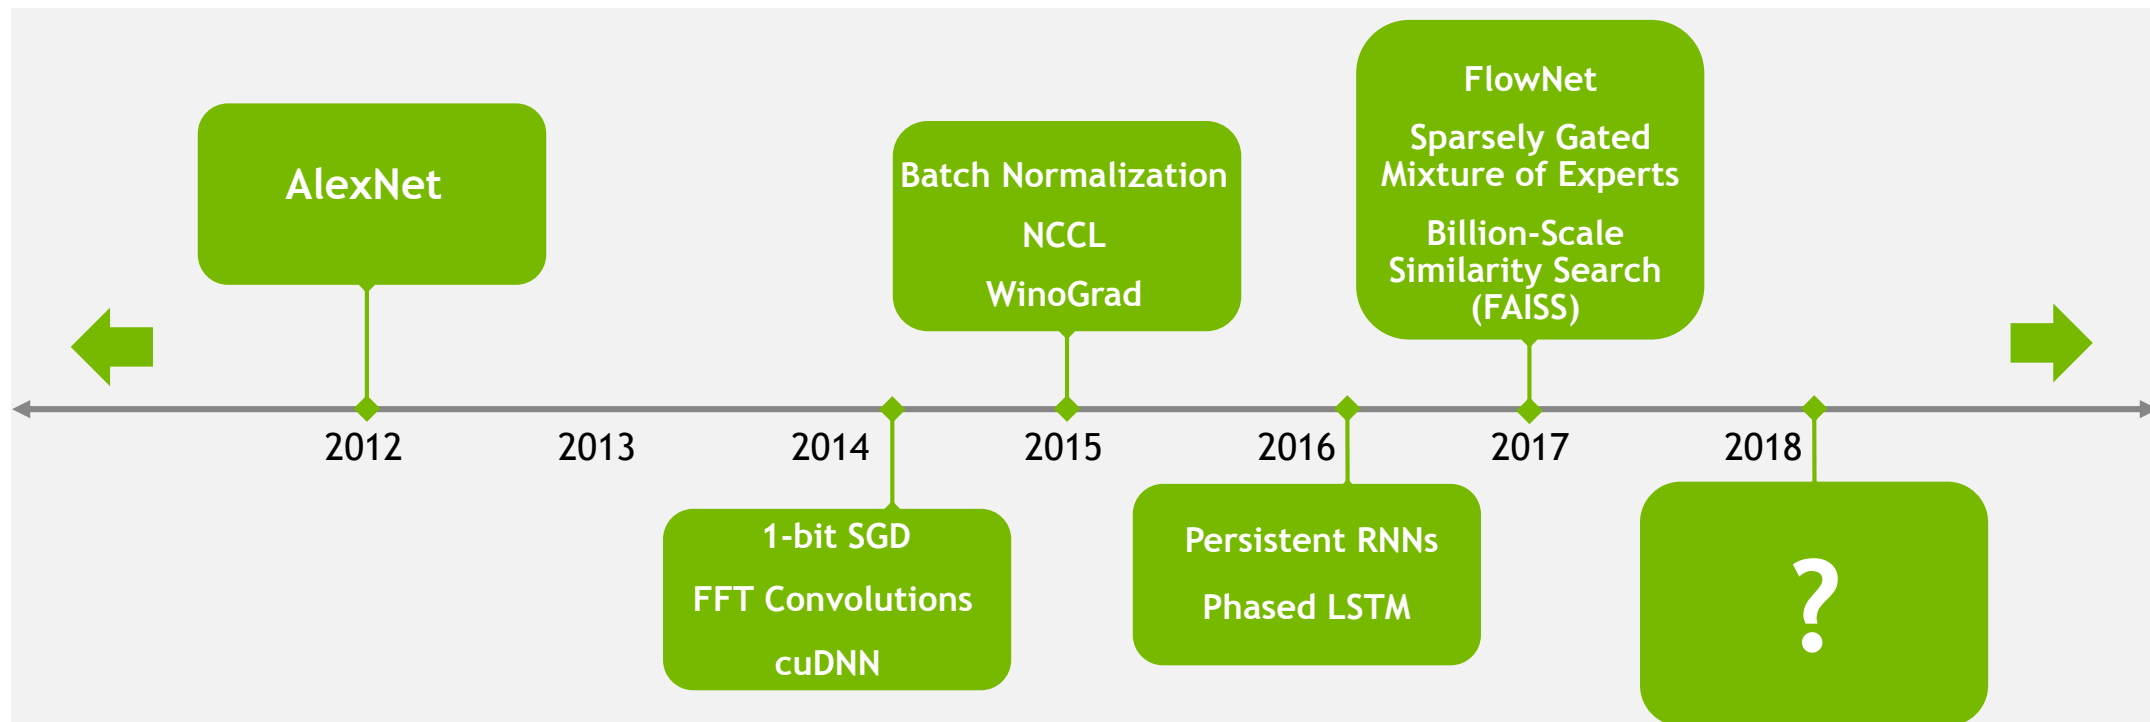 AlexNet
Batch Normalization
NCCL
WinoGrad
FlowNet
Sparsely Gated
Mixture of Experts
Billion-Scale
Similarity Search
(FAISS)
2012
2013
2014
2015
2016
2017
2018
1-bit SGD
FFT Convolutions
cuDNN
Persistent RNNs
Phased LSTM
?